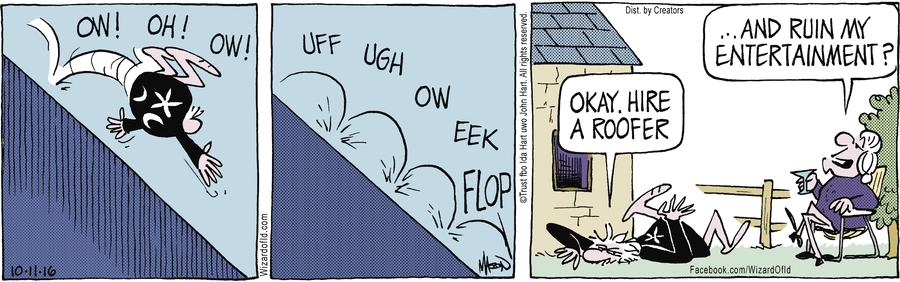 OW!
OH!
OW!
10-11-16
Wizardofid.com
UFF
UGH
OW
EEK
FLOP
©Trust fbo Ida Hart uwo John Hart. All rights reserved.
Dist. by Creators
OKAY. HIRE
A ROOFER
...AND RUIN MY
ENTERTAINMENT?
Facebook.com/WizardOfId